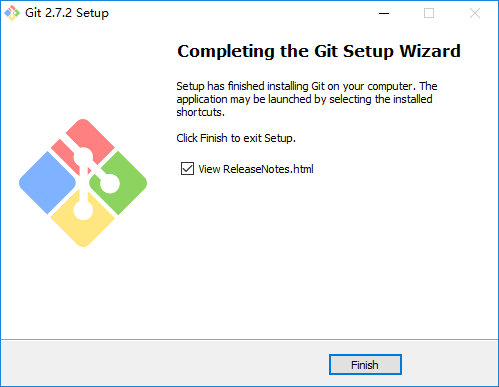 Git 2.7.2 Setup
Completing the Git Setup Wizard
Setup has finished installing Git on your computer. The
application may be launched by selecting the installed
shortcuts.
Click Finish to exit Setup.
View ReleaseNotes.html
Finish